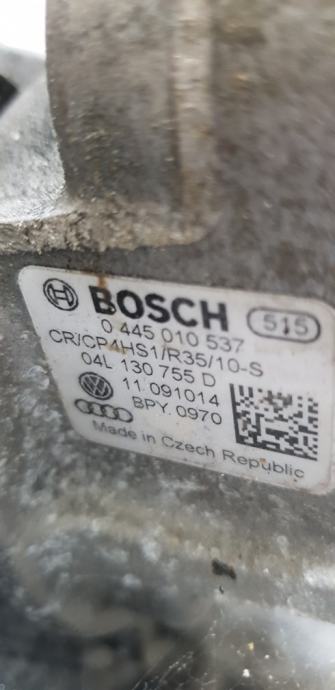 BOSCH 515
0 445 010 537
CR/CP4HS1/R35/10-S
04L 130 755 D
11 091014
BPY. 0970
Made in Czech Republic